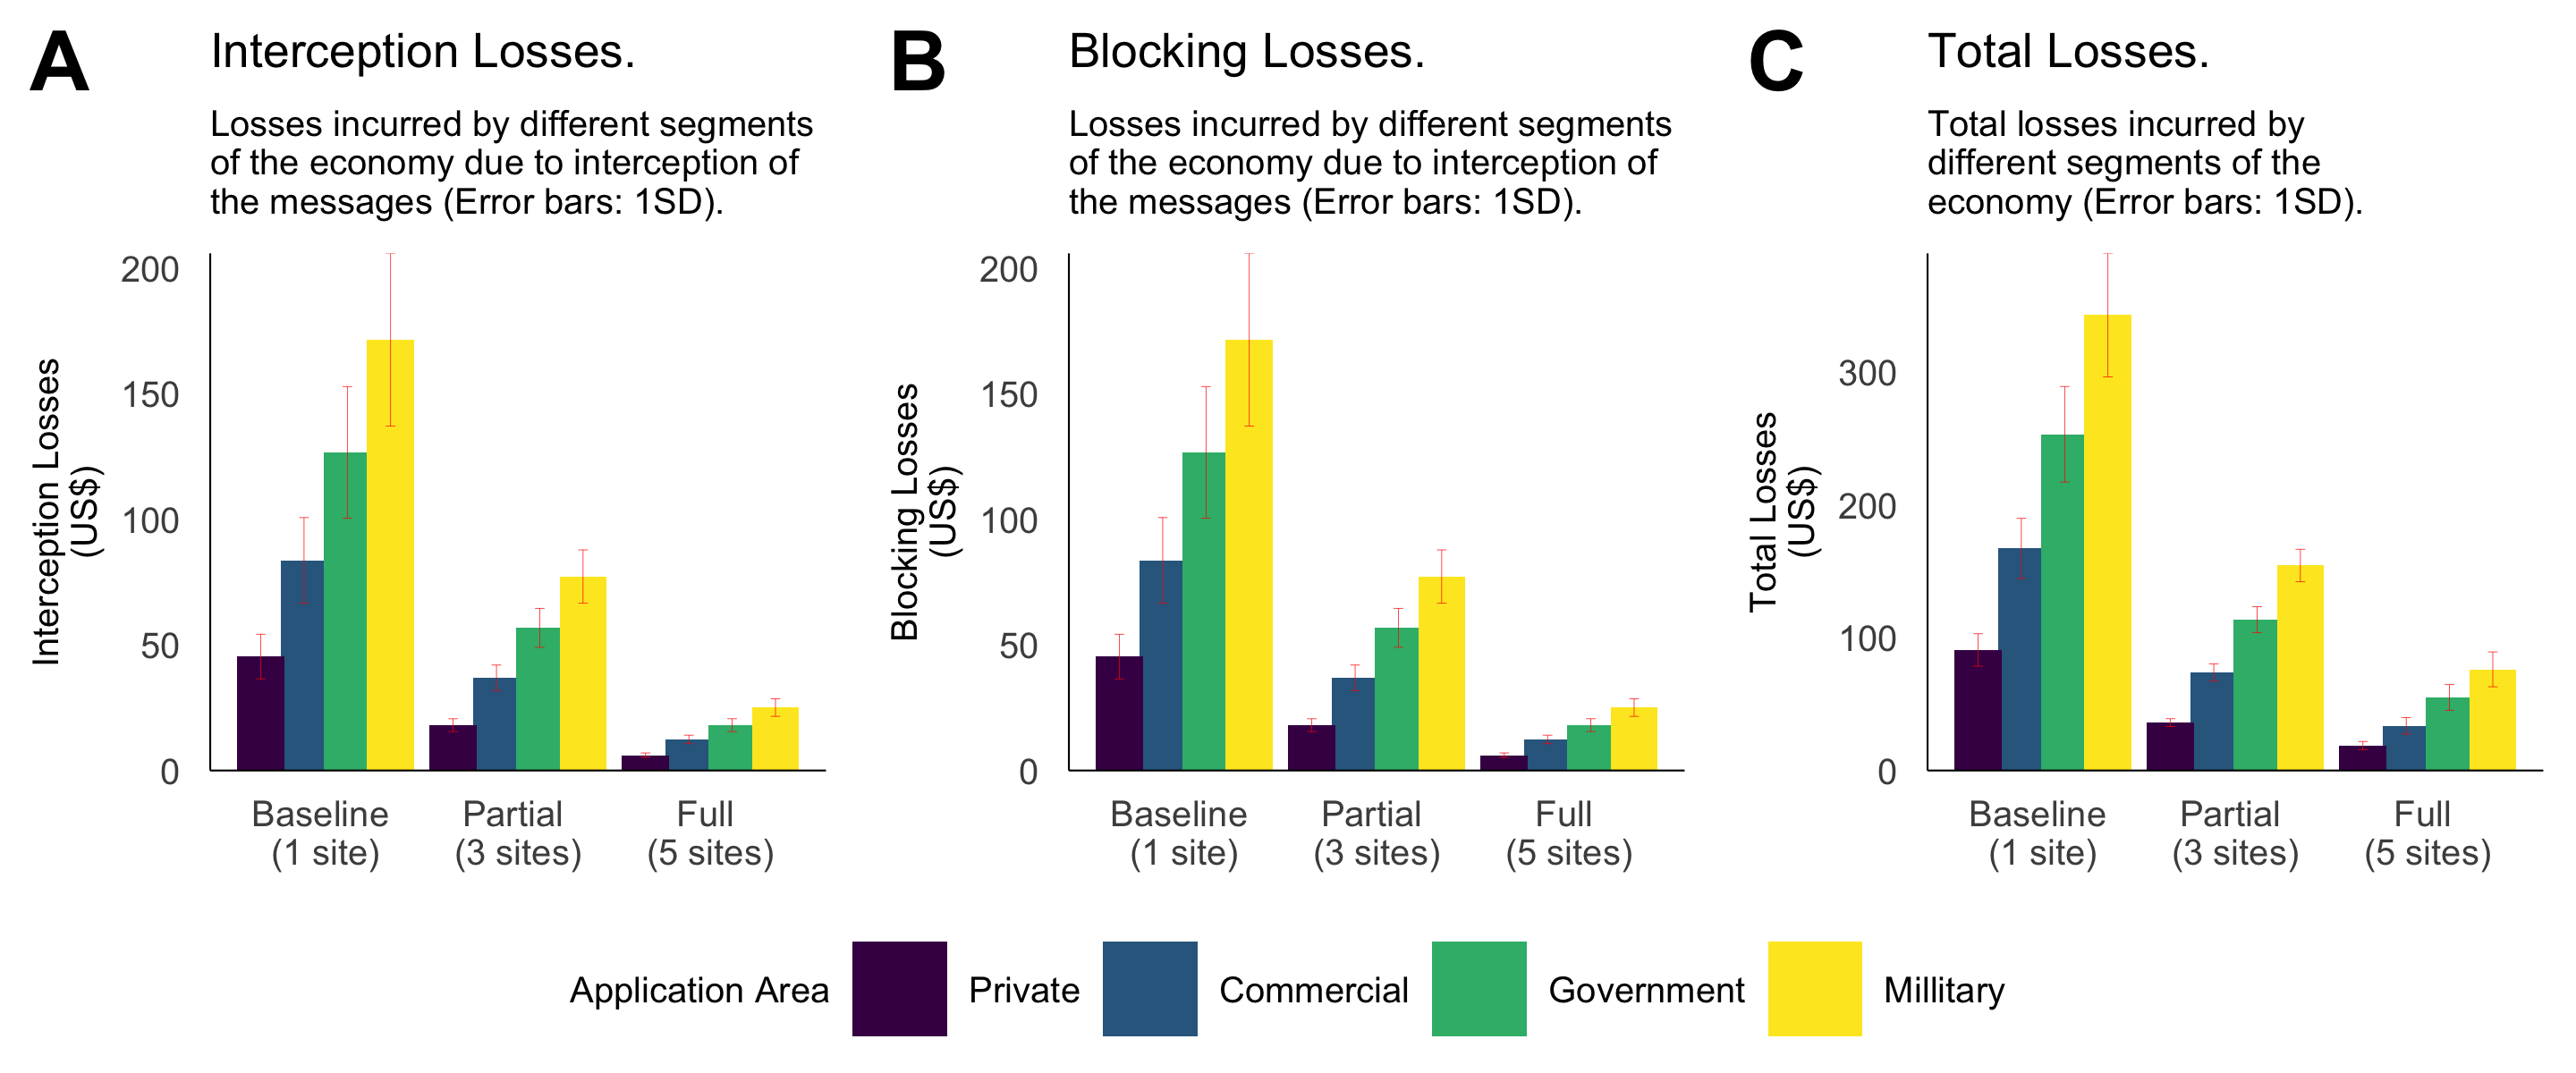 A
Interception Losses.
Losses incurred by different segments
of the economy due to interception of
the messages (Error bars: 1SD).
Interception Losses
(US$)
200
150
100
50
0
Baseline
(1 site)
Partial
(3 sites)
Full
(5 sites)
B
Blocking Losses.
Losses incurred by different segments
of the economy due to interception of
the messages (Error bars: 1SD).
Blocking Losses
(US$)
200
150
100
50
0
Baseline
(1 site)
Partial
(3 sites)
Full
(5 sites)
C
Total Losses.
Total losses incurred by
different segments of the
economy (Error bars: 1SD).
Total Losses
(US$)
300
200
100
0
Baseline
(1 site)
Partial
(3 sites)
Full
(5 sites)
Application Area
Private
Commercial
Government
Millitary